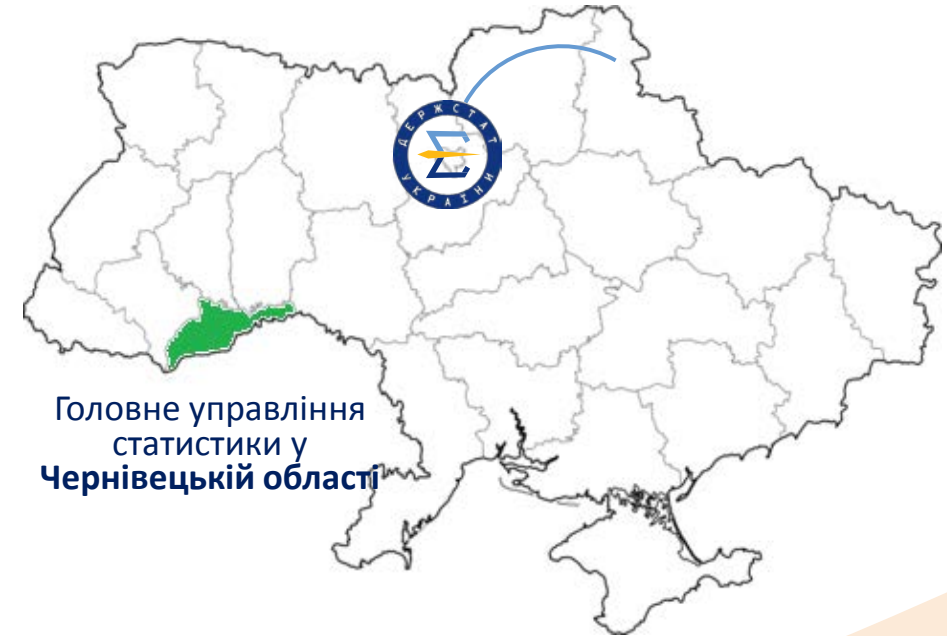 ДЕРЖСТАТ
УКРАЇНИ
Головне управління
статистики у
Чернівецькій області